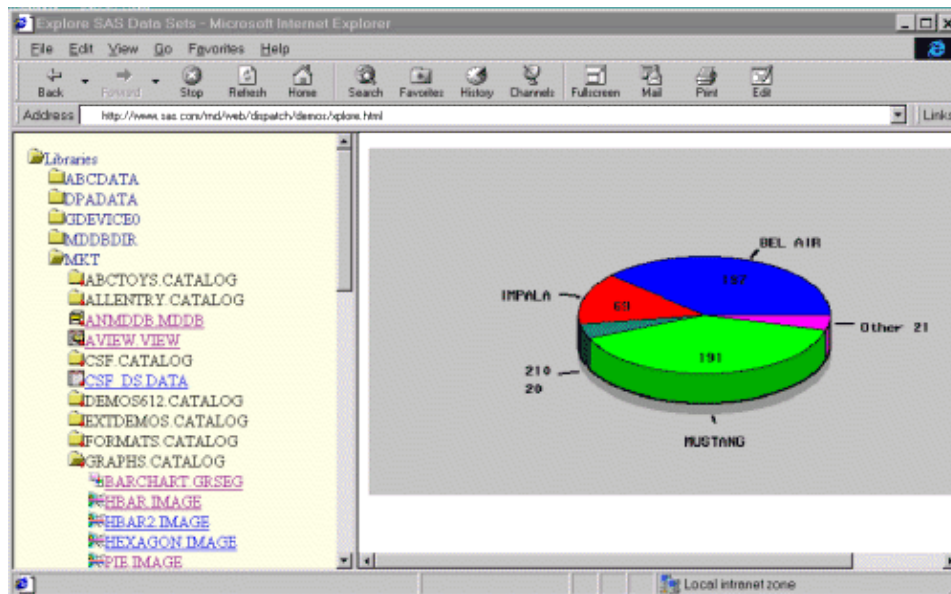 Explore SAS Data Sets - Microsoft Internet Explorer
File Edit View Go Favorites Help
Back Forward Stop Refresh Home Search Favorites History Channels Fullscreen Mail Print Edit
Address http://www.sas.com/rnd/web/dispatch/demos/xplore.html Links
Libraries
ABCDATA
DPADATA
GDEVICE0
MDDBDIR
MKT
ABCTOYS.CATALOG
ALLENTRY.CATALOG
ANMDDB.MDDB
AVIEW.VIEW
CSF.CATALOG
CSF_DS.DATA
DEMOS612.CATALOG
EXTDEMOS.CATALOG
FORMATS.CATALOG
GRAPHS.CATALOG
BARCHART.GRSEG
HBAR.IMAGE
HBAR2.IMAGE
HEXAGON.IMAGE
PIE.IMAGE
BEL AIR
IMPALA
69
Other 21
191
210
20
MUSTANG
Local intranet zone